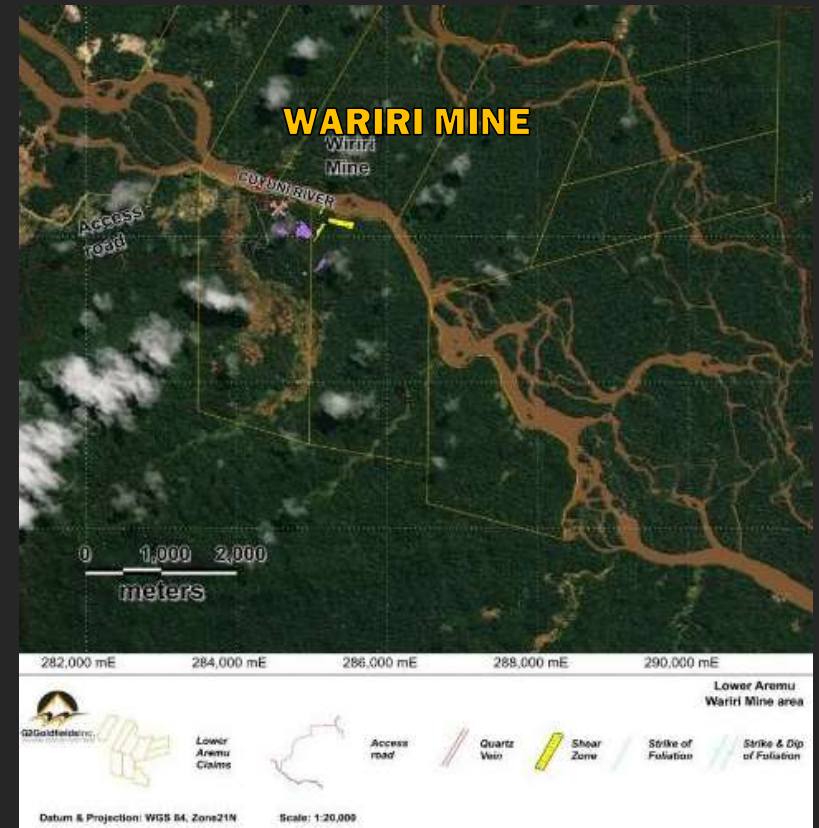 WARIRI MINE
Wiriri
Mine
CUYUNI RIVER
Access
road
0 1,000 2,000
meters
282,000 mE 284,000 mE 286,000 mE 288,000 mE 290,000 mE
Lower Aremu
Wariri Mine area
G2Goldfieldsinc.
Lower
Aremu
Claims
Access
road
Quartz
Vein
Shear
Zone
Strike of
Foliation
Strike & Dip
of Foliation
Datum & Projection: WGS 84, Zone21N Scale: 1:20,000